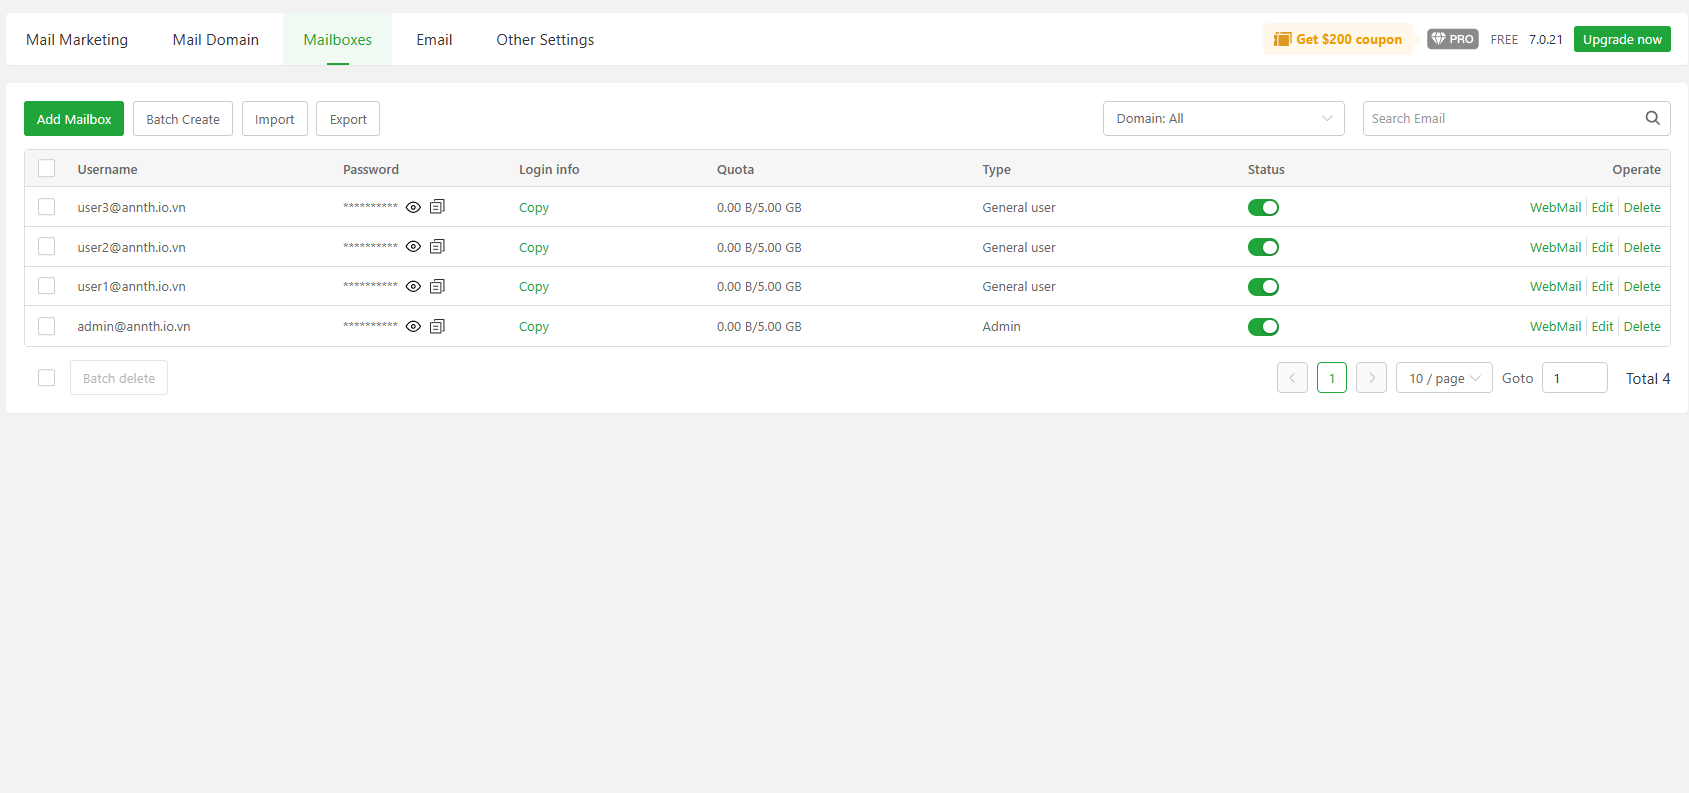 Mail Marketing Mail Domain Mailboxes Email Other Settings Get $200 coupon PRO FREE 7.0.21 Upgrade now
Add Mailbox Batch Create Import Export Domain: All Search Email
Username Password Login info Quota Type Status Operate
user3@annth.io.vn ********** Copy 0.00 B/5.00 GB General user WebMail Edit Delete
user2@annth.io.vn ********** Copy 0.00 B/5.00 GB General user WebMail Edit Delete
user1@annth.io.vn ********** Copy 0.00 B/5.00 GB General user WebMail Edit Delete
admin@annth.io.vn ********** Copy 0.00 B/5.00 GB Admin WebMail Edit Delete
Batch delete 1 10 / page Goto 1 Total 4